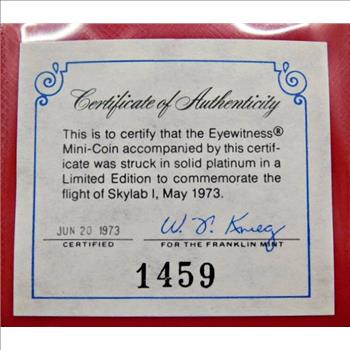 Certificate of Authenticity
This is to certify that the Eyewitness®
Mini-Coin accompanied by this certif-
icate was struck in solid platinum in a
Limited Edition to commemorate the
flight of Skylab I, May 1973.
JUN 20 1973
CERTIFIED
FOR THE FRANKLIN MINT
1459